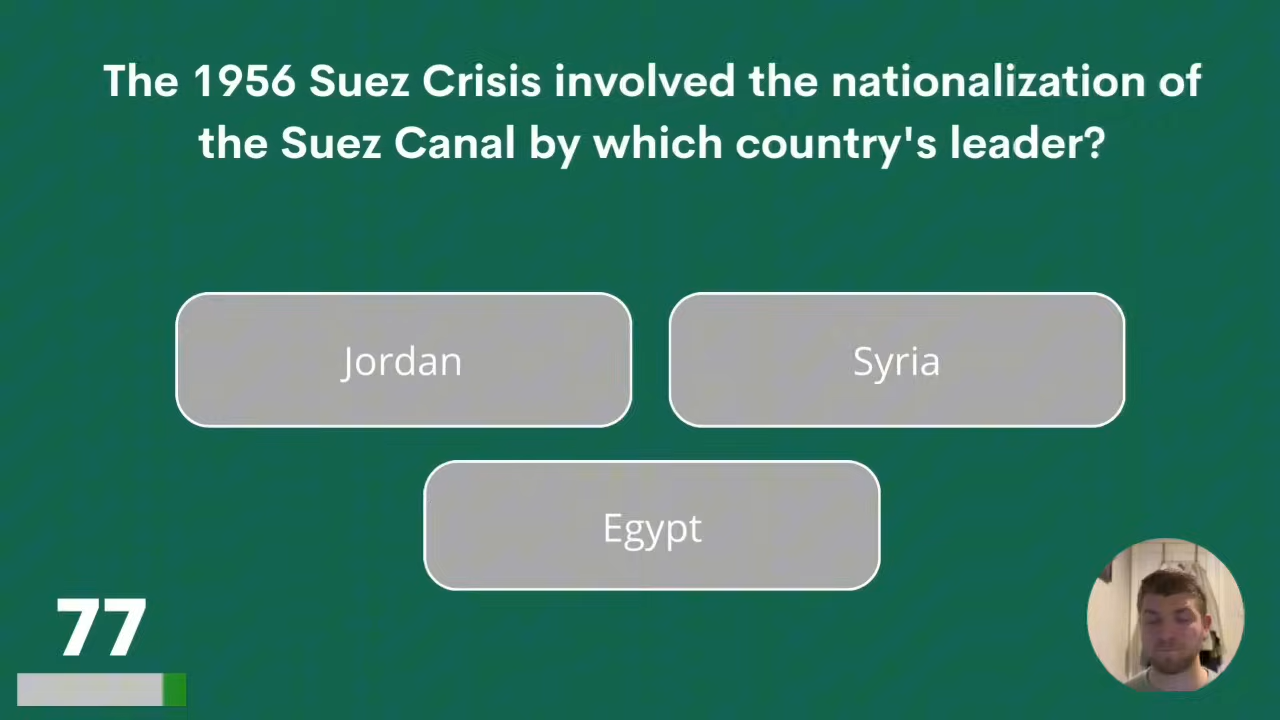 The 1956 Suez Crisis involved the nationalization of
the Suez Canal by which country's leader?
Jordan
Syria
Egypt
77